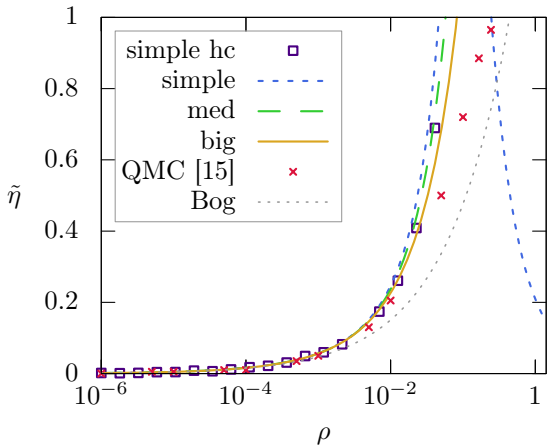 1
0.8
0.6
0.4
0.2
0
η̃
simple hc
simple
med
big
QMC [15]
Bog
10⁻⁶ 10⁻⁴ 10⁻² 10⁰
ρ